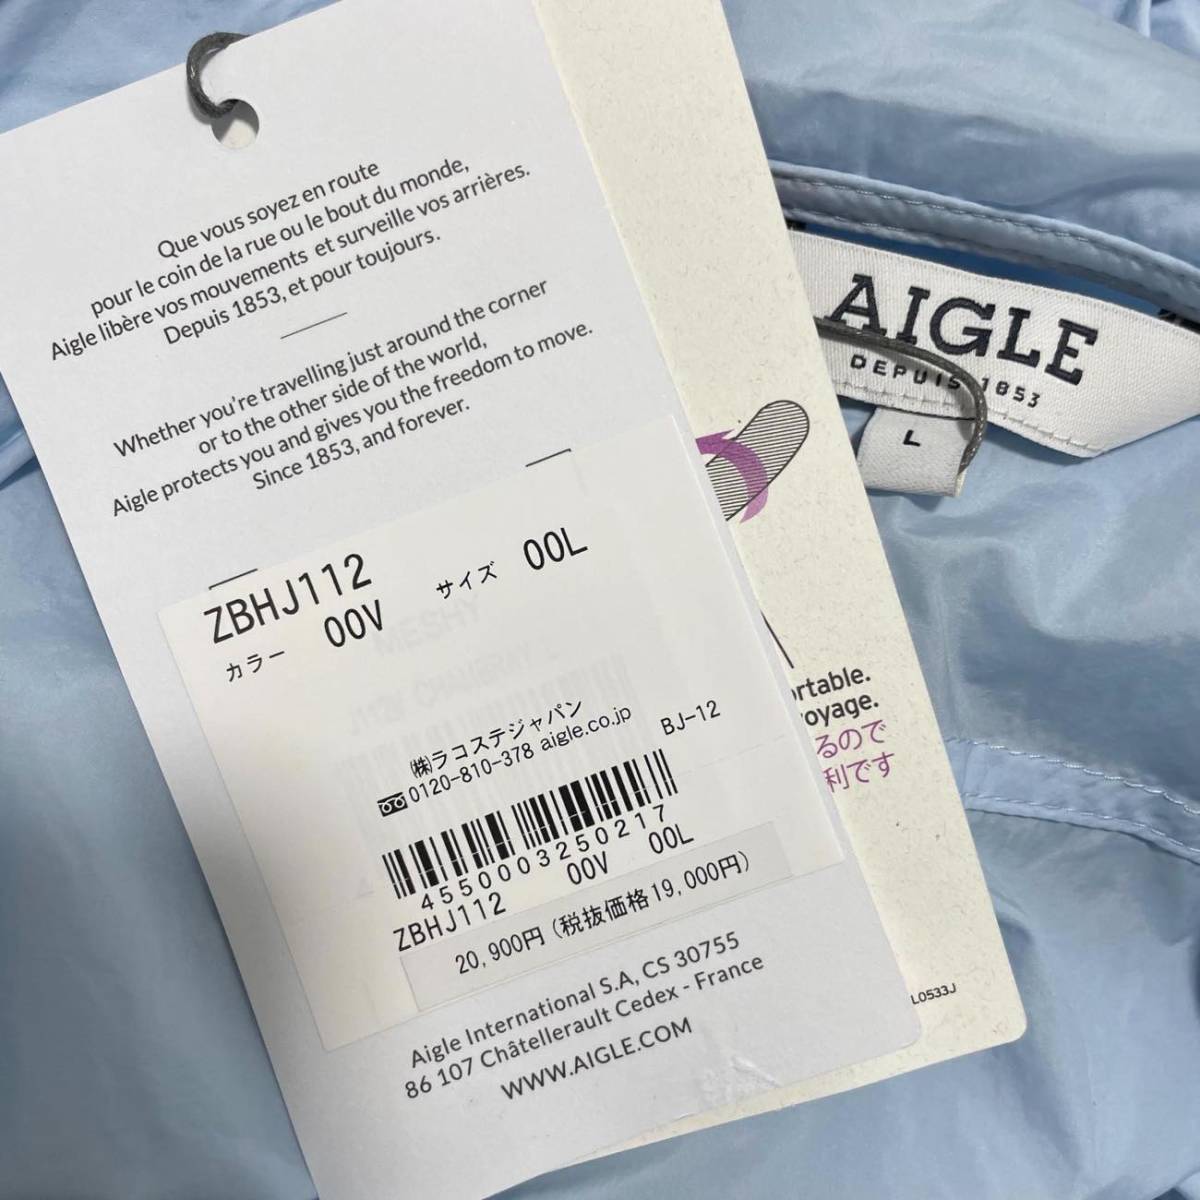 Que vous soyez en route
pour le coin de la rue ou le bout du monde,
Aigle libère vos mouvements et surveille vos arrières.
Depuis 1853, et pour toujours.
Whether you're travelling just around the corner
or to the other side of the world,
Aigle protects you and gives you the freedom to move.
Since 1853, and forever.
ZBHJ112
サイズ 00L
カラー 00V
MESHY
㈱ラコステジャパン
0120-810-378 aigle.co.jp
BJ-12
4550003250217
ZBHJ112 00V 00L
20,900円(税抜価格19,000円)
Aigle International S.A, CS 30755
86 107 Châtellerault Cedex - France
WWW.AIGLE.COM
AIGLE
DEPUIS 1853
L
rtable.
oyage.
るので
利です
L0533J